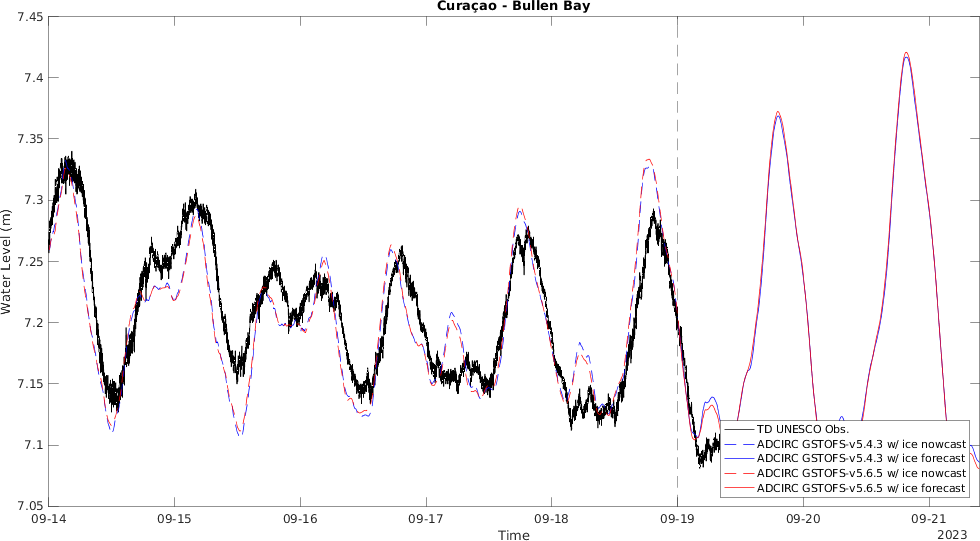 Curaçao - Bullen Bay
7.45
7.4
7.35
7.3
7.25
7.2
7.15
7.1
7.05
Water Level (m)
TD UNESCO Obs.
ADCIRC GSTOFS-v5.4.3 w/ ice nowcast
ADCIRC GSTOFS-v5.4.3 w/ ice forecast
ADCIRC GSTOFS-v5.6.5 w/ ice nowcast
ADCIRC GSTOFS-v5.6.5 w/ ice forecast
09-14 09-15 09-16 09-17 09-18 09-19 09-20 09-21
Time
2023